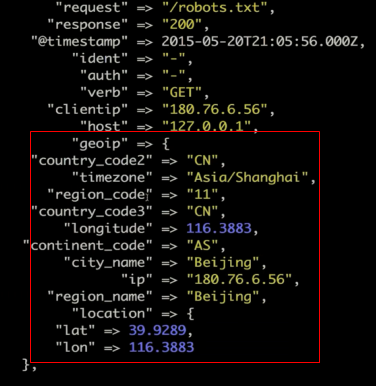 "request" => "/robots.txt",
"response" => "200",
"@timestamp" => 2015-05-20T21:05:56.000Z,
"ident" => "-",
"auth" => "-",
"verb" => "GET",
"clientip" => "180.76.6.56",
"host" => "127.0.0.1",
"geoip" => {
"country_code2" => "CN",
"timezone" => "Asia/Shanghai",
"region_code" => "11",
"country_code3" => "CN",
"longitude" => 116.3883,
"continent_code" => "AS",
"city_name" => "Beijing",
"ip" => "180.76.6.56",
"region_name" => "Beijing",
"location" => {
"lat" => 39.9289,
"lon" => 116.3883
},